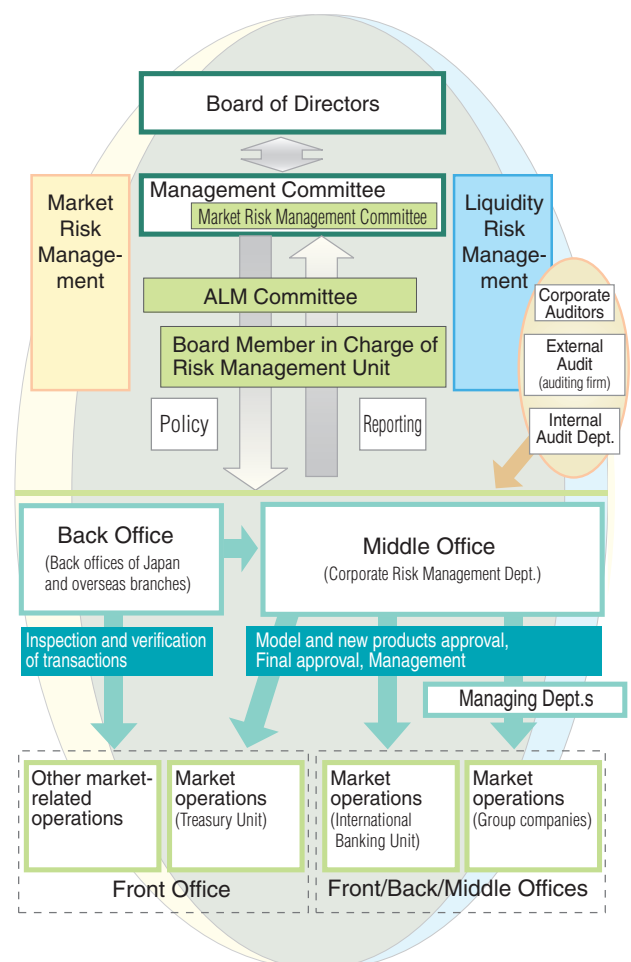 Board of Directors
Management Committee
Market Risk Management Committee
Market
Risk
Manage-
ment
Liquidity
Risk
Manage-
ment
ALM Committee
Board Member in Charge of
Risk Management Unit
Policy
Reporting
Corporate
Auditors
External
Audit
(auditing firm)
Internal
Audit Dept.
Back Office
(Back offices of Japan
and overseas branches)
Middle Office
(Corporate Risk Management Dept.)
Inspection and verification
of transactions
Model and new products approval,
Final approval, Management
Managing Dept.s
Other market-
related
operations
Market
operations
(Treasury Unit)
Market
operations
(International
Banking Unit)
Market
operations
(Group companies)
Front Office
Front/Back/Middle Offices